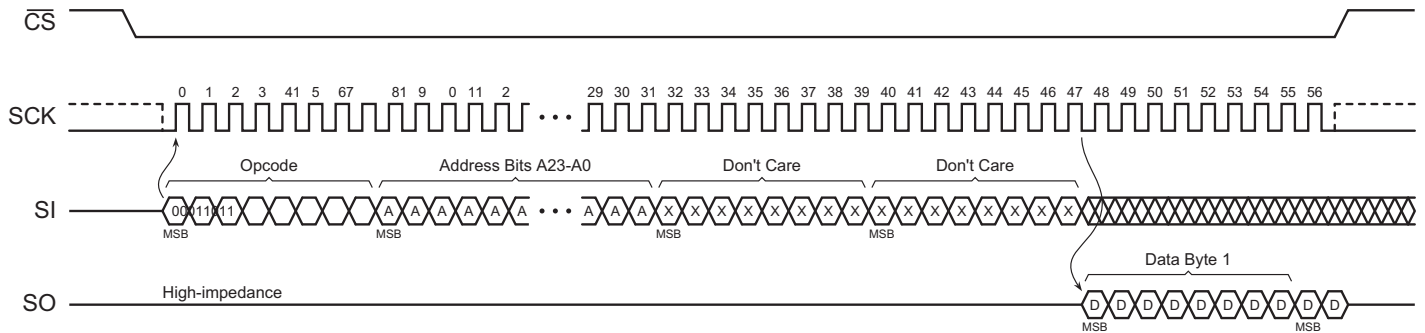 CS
0 1 2 3 41 5 67 81 9 0 11 2 29 30 31 32 33 34 35 36 37 38 39 40 41 42 43 44 45 46 47 48 49 50 51 52 53 54 55 56
SCK • • •
Opcode Address Bits A23-A0 Don't Care Don't Care
SI 00011011 A A A A A A • • • A A A X X X X X X X X X X X X X X X X
MSB MSB MSB MSB
Data Byte 1
High-impedance
SO D D D D D D D D D D
MSB MSB